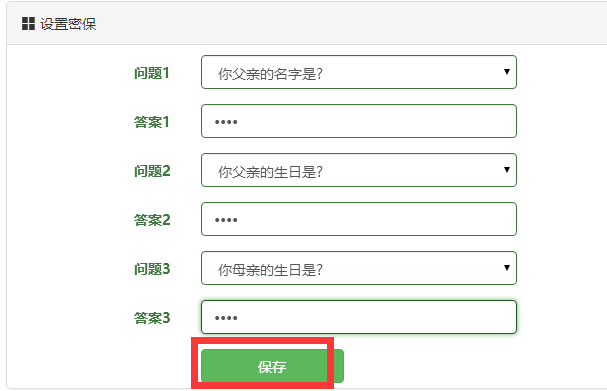 设置密保
问题1 你父亲的名字是?
答案1 ••••
问题2 你父亲的生日是?
答案2 ••••
问题3 你母亲的生日是?
答案3 ••••
保存